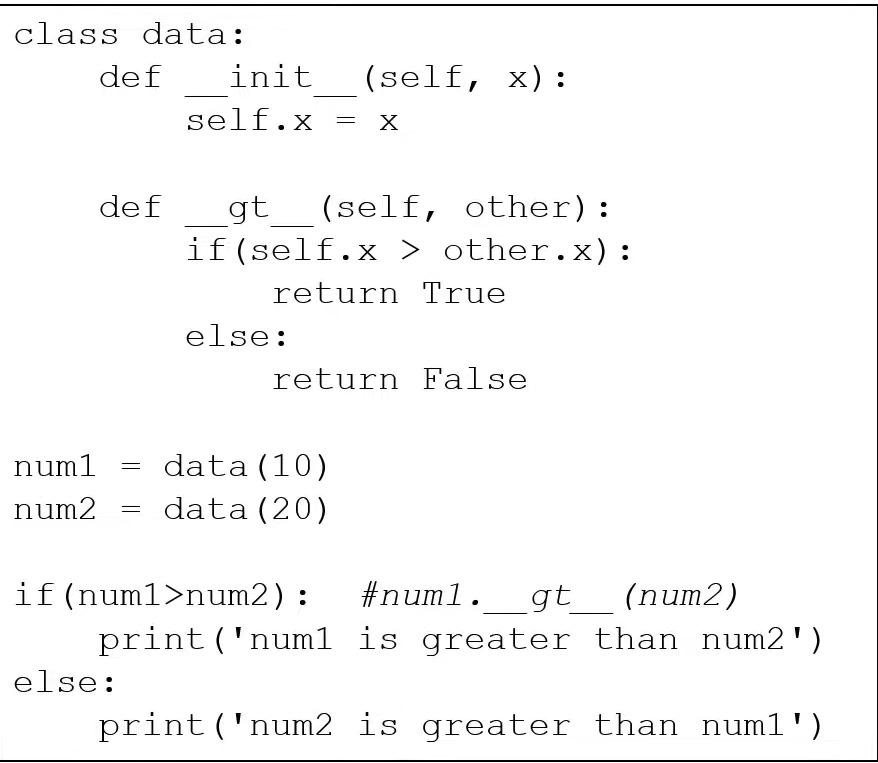 class data:
    def __init__(self, x):
        self.x = x
    def __gt__(self, other):
        if(self.x > other.x):
            return True
        else:
            return False
num1 = data(10)
num2 = data(20)
if(num1>num2):  #num1.__gt__(num2)
    print('num1 is greater than num2')
else:
    print('num2 is greater than num1')